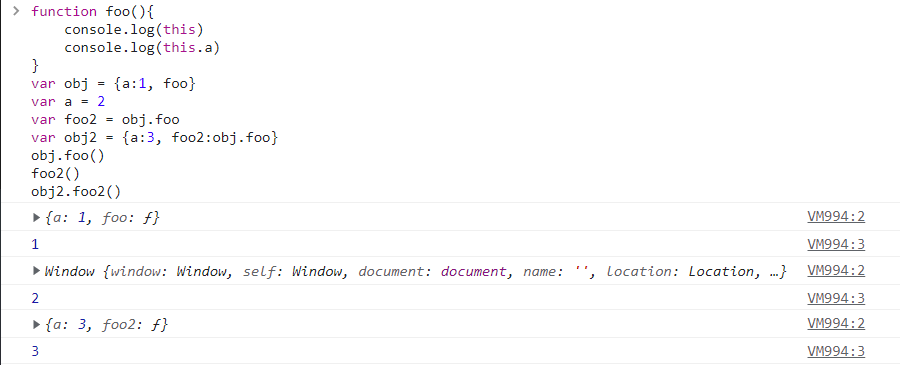 function foo(){
    console.log(this)
    console.log(this.a)
}
var obj = {a:1, foo}
var a = 2
var foo2 = obj.foo
var obj2 = {a:3, foo2:obj.foo}
obj.foo()
foo2()
obj2.foo2()
{a: 1, foo: ƒ} VM994:2
1 VM994:3
Window {window: Window, self: Window, document: document, name: '', location: Location, …} VM994:2
2 VM994:3
{a: 3, foo2: ƒ} VM994:2
3 VM994:3